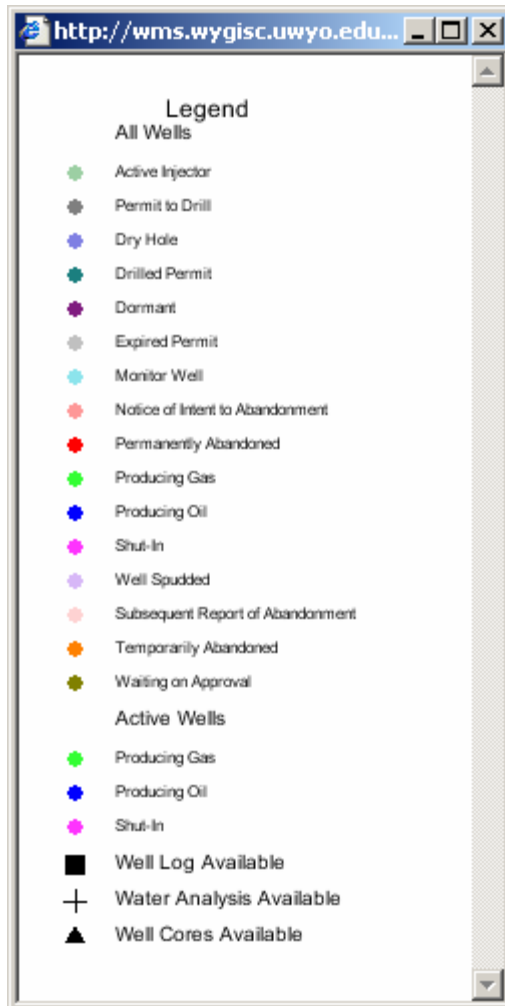 http://wms.wygisc.uwyo.edu...
Legend
All Wells
Active Injector
Permit to Drill
Dry Hole
Drilled Permit
Dormant
Expired Permit
Monitor Well
Notice of Intent to Abandonment
Permanently Abandoned
Producing Gas
Producing Oil
Shut-In
Well Spudded
Subsequent Report of Abandonment
Temporarily Abandoned
Waiting on Approval
Active Wells
Producing Gas
Producing Oil
Shut-In
Well Log Available
Water Analysis Available
Well Cores Available